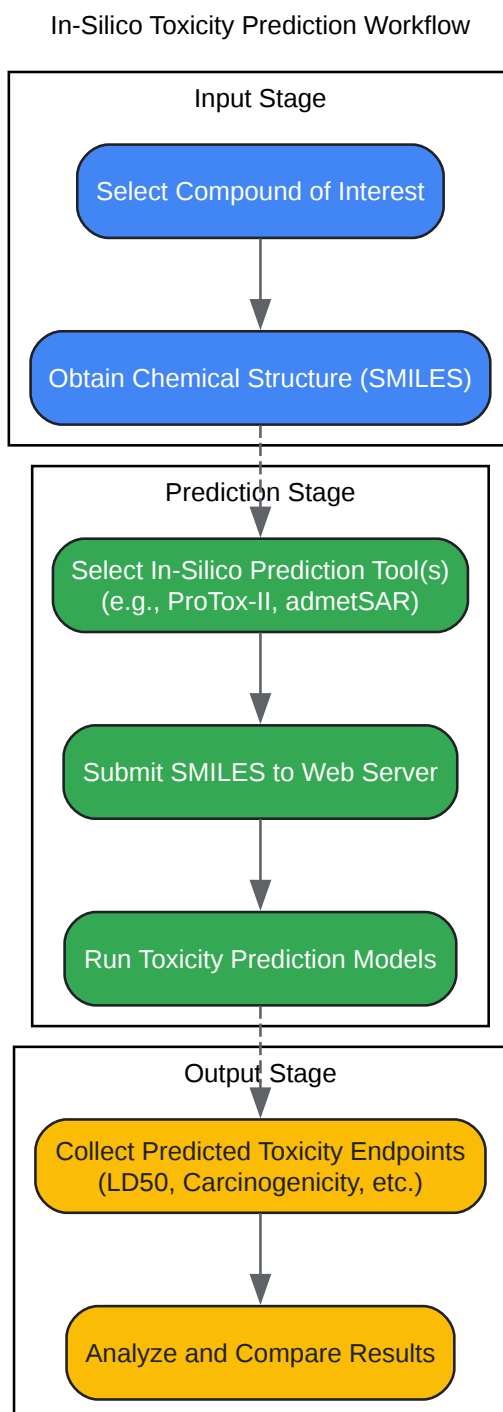 In-Silico Toxicity Prediction Workflow
Input Stage
Select Compound of Interest
Obtain Chemical Structure (SMILES)
Prediction Stage
Select In-Silico Prediction Tool(s)
(e.g., ProTox-II, admetSAR)
Submit SMILES to Web Server
Run Toxicity Prediction Models
Output Stage
Collect Predicted Toxicity Endpoints
(LD50, Carcinogenicity, etc.)
Analyze and Compare Results